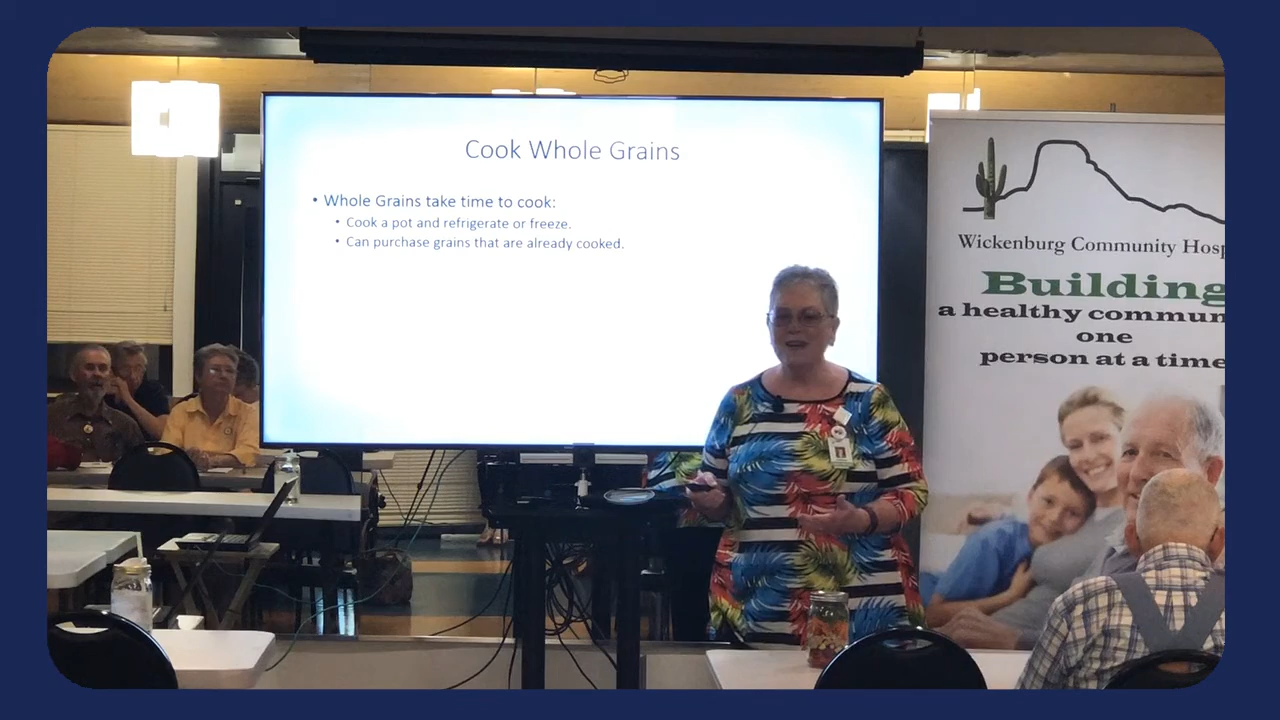 Cook Whole Grains
• Whole Grains take time to cook:
• Cook a pot and refrigerate or freeze.
• Can purchase grains that are already cooked.
Wickenburg Community Hosp
Building
a healthy commun
one
person at a time